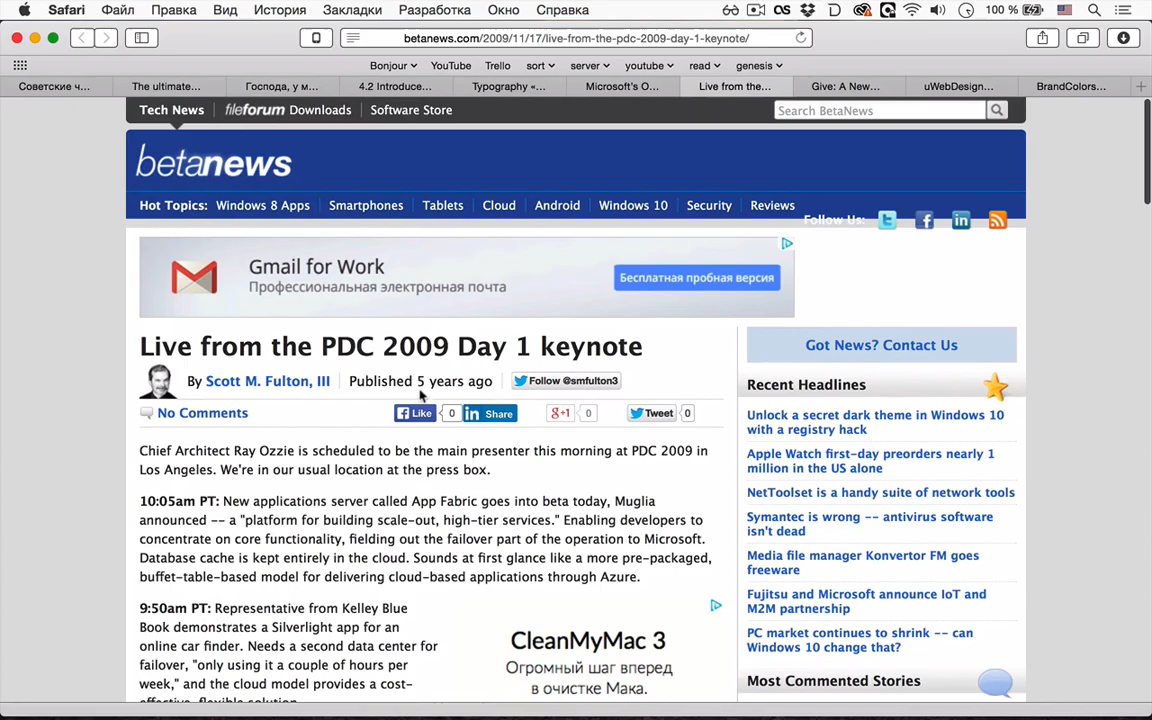 Safari Файл Правка Вид История Закладки Разработка Окно Справка 100 %
betanews.com/2009/11/17/live-from-the-pdc-2009-day-1-keynote/
Bonjour YouTube Trello sort server youtube read genesis
Советские ч... The ultimate... Господа, у м... 4.2 Introduce... Typography «... Microsoft's O... Live from the... Give: A New... uWebDesign... BrandColors...
Tech News fileforum Downloads Software Store Search BetaNews
betanews
Hot Topics: Windows 8 Apps Smartphones Tablets Cloud Android Windows 10 Security Reviews
Follow Us:
Gmail for Work
Профессиональная электронная почта
Бесплатная пробная версия
Live from the PDC 2009 Day 1 keynote
By Scott M. Fulton, III Published 5 years ago Follow @smfulton3
No Comments Like 0 Share g+1 0 Tweet 0
Chief Architect Ray Ozzie is scheduled to be the main presenter this morning at PDC 2009 in
Los Angeles. We're in our usual location at the press box.
10:05am PT: New applications server called App Fabric goes into beta today, Muglia
announced -- a "platform for building scale-out, high-tier services." Enabling developers to
concentrate on core functionality, fielding out the failover part of the operation to Microsoft.
Database cache is kept entirely in the cloud. Sounds at first glance like a more pre-packaged,
buffet-table-based model for delivering cloud-based applications through Azure.
9:50am PT: Representative from Kelley Blue
Book demonstrates a Silverlight app for an
online car finder. Needs a second data center for
failover, "only using it a couple of hours per
week," and the cloud model provides a cost-
effective, flexible solution.
CleanMyMac 3
Огромный шаг вперед
в очистке Мака.
Got News? Contact Us
Recent Headlines
Unlock a secret dark theme in Windows 10
with a registry hack
Apple Watch first-day preorders nearly 1
million in the US alone
NetToolset is a handy suite of network tools
Symantec is wrong -- antivirus software
isn't dead
Media file manager Konvertor FM goes
freeware
Fujitsu and Microsoft announce IoT and
M2M partnership
PC market continues to shrink -- can
Windows 10 change that?
Most Commented Stories